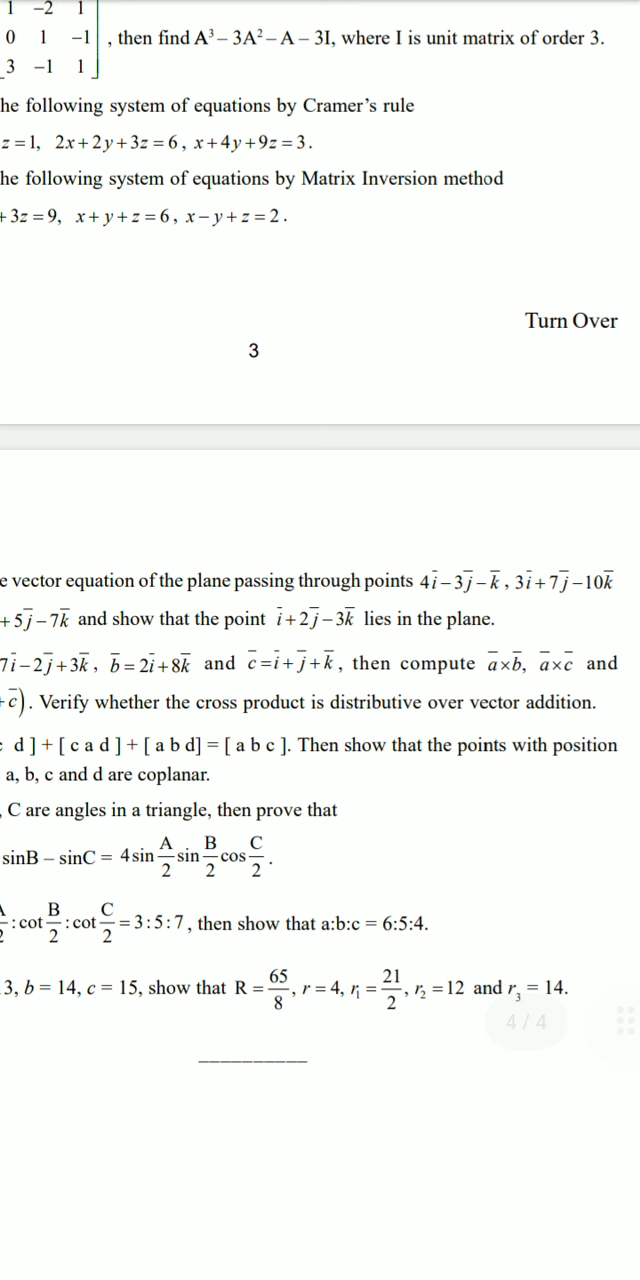 1 −2 1
0 1 −1 , then find A³ – 3A² – A – 3I, where I is unit matrix of order 3.
3 −1 1
he following system of equations by Cramer's rule
z = 1, 2x + 2y + 3z = 6, x + 4y + 9z = 3.
he following system of equations by Matrix Inversion method
+ 3z = 9, x + y + z = 6, x − y + z = 2.
Turn Over
3
e vector equation of the plane passing through points 4i̅ − 3j̅ − k̅, 3i̅ + 7j̅ − 10k̅
+ 5j̅ − 7k̅ and show that the point i̅ + 2j̅ − 3k̅ lies in the plane.
7i̅ − 2j̅ + 3k̅, b̅ = 2i̅ + 8k̅ and c̅ = i̅ + j̅ + k̅, then compute a̅ × b̅, a̅ × c̅ and
+ c̅). Verify whether the cross product is distributive over vector addition.
d ] + [ c a d ] + [ a b d] = [ a b c ]. Then show that the points with position
a, b, c and d are coplanar.
, C are angles in a triangle, then prove that
sinB – sinC = 4 sin A/2 sin B/2 cos C/2.
: cot B/2 : cot C/2 = 3 : 5 : 7, then show that a:b:c = 6:5:4.
3, b = 14, c = 15, show that R = 65/8, r = 4, r₁ = 21/2, r₂ = 12 and r₃ = 14.
4 / 4